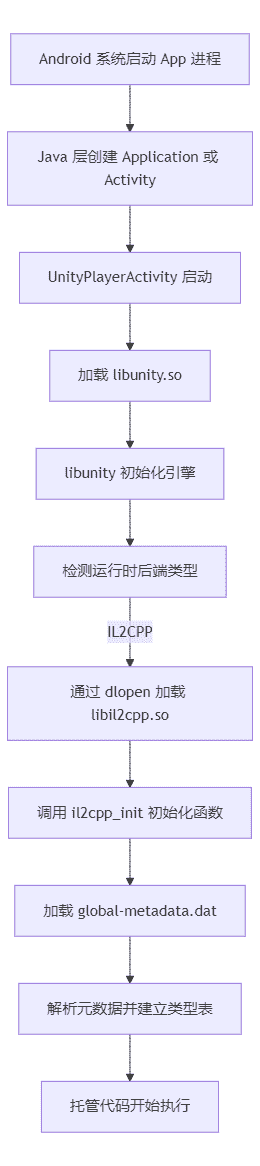 Android 系统启动 App 进程
Java 层创建 Application 或
Activity
UnityPlayerActivity 启动
加载 libunity.so
libunity 初始化引擎
检测运行时后端类型
IL2CPP
通过 dlopen 加载
libil2cpp.so
调用 il2cpp_init 初始化函数
加载 global-metadata.dat
解析元数据并建立类型表
托管代码开始执行